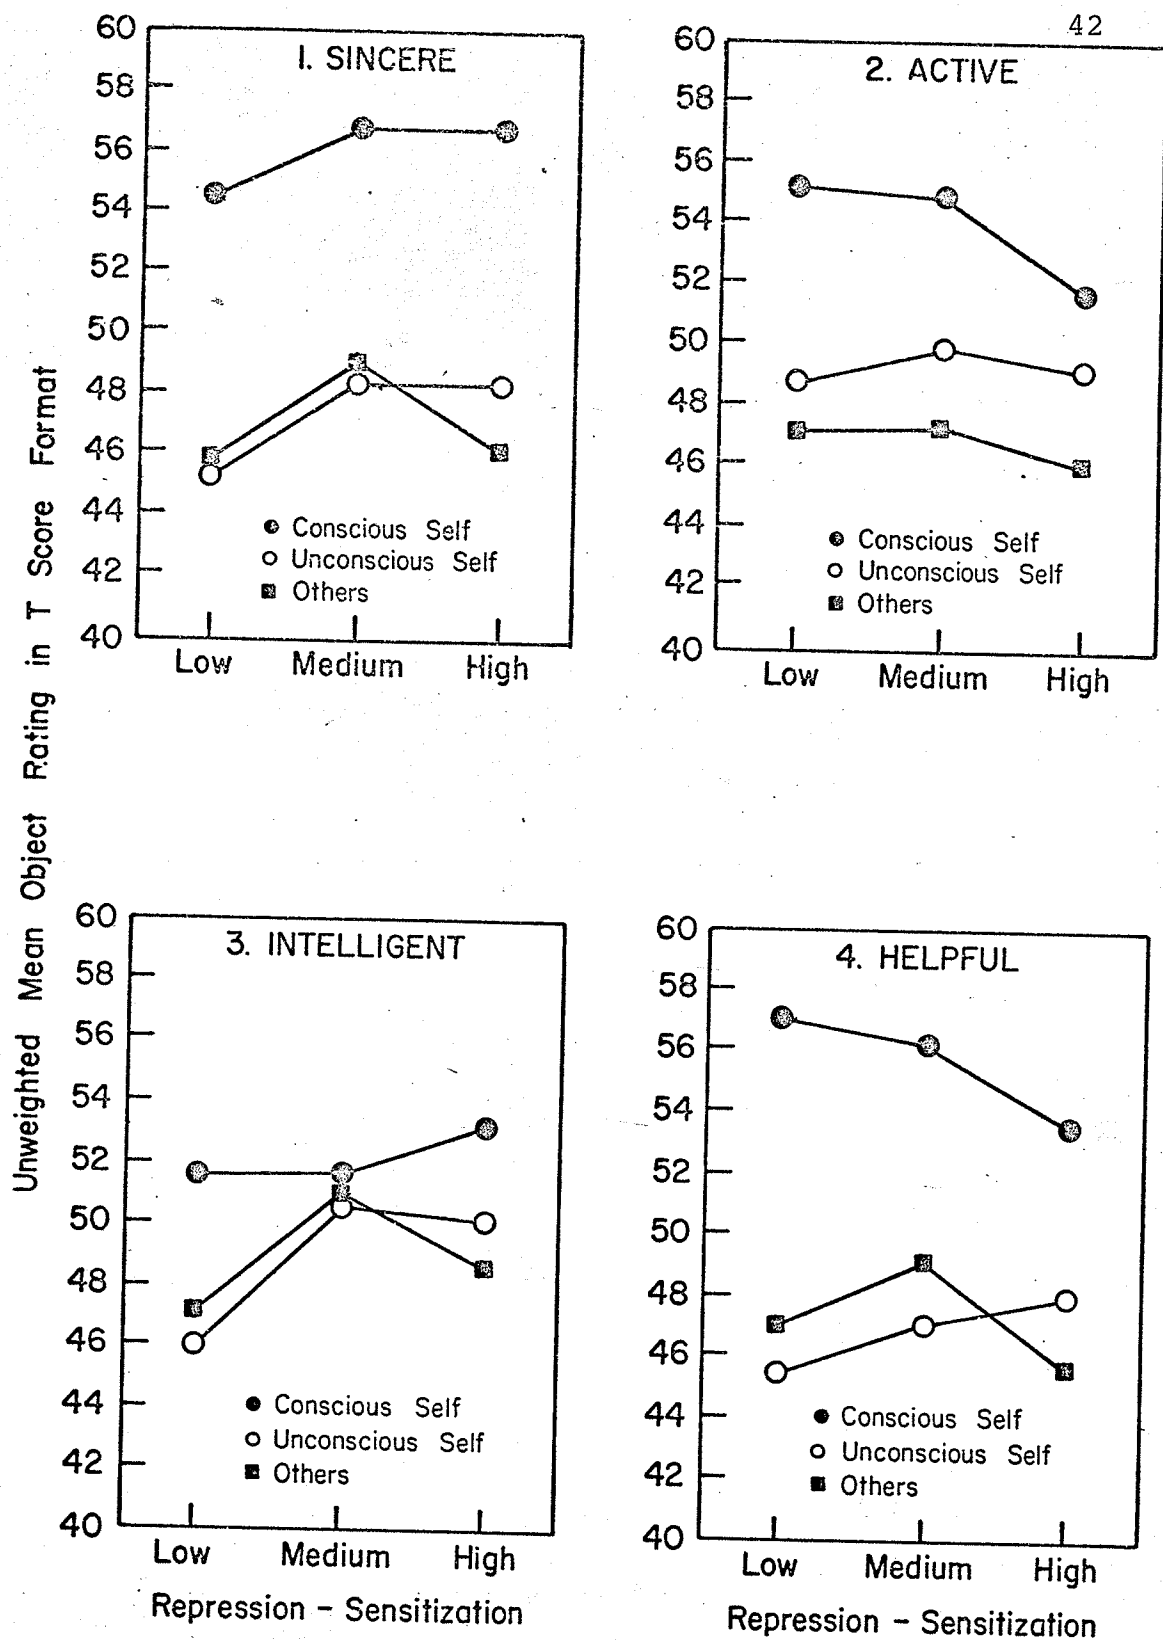 42
Unweighted Mean Object Rating in T Score Format
1. SINCERE
60
58
56
54
52
50
48
46
44
42
40
● Conscious Self
○ Unconscious Self
■ Others
Low Medium High
2. ACTIVE
60
58
56
54
52
50
48
46
44
42
40
● Conscious Self
○ Unconscious Self
■ Others
Low Medium High
3. INTELLIGENT
60
58
56
54
52
50
48
46
44
42
40
● Conscious Self
○ Unconscious Self
■ Others
Low Medium High
Repression - Sensitization
4. HELPFUL
60
58
56
54
52
50
48
46
44
42
40
● Conscious Self
○ Unconscious Self
■ Others
Low Medium High
Repression - Sensitization